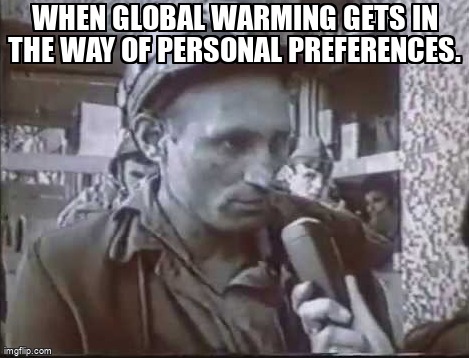 WHEN GLOBAL WARMING GETS IN
THE WAY OF PERSONAL PREFERENCES.
imgflip.com